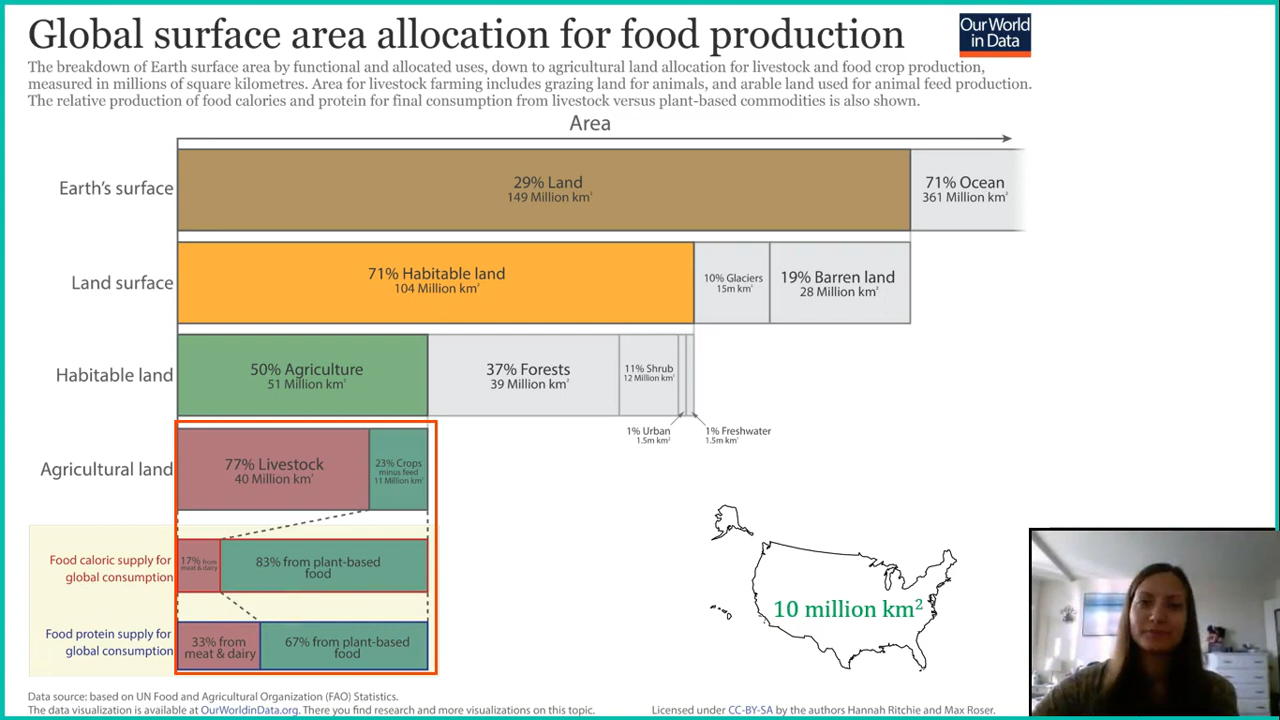 Global surface area allocation for food production
Our World
in Data
The breakdown of Earth surface area by functional and allocated uses, down to agricultural land allocation for livestock and food crop production,
measured in millions of square kilometres. Area for livestock farming includes grazing land for animals, and arable land used for animal feed production.
The relative production of food calories and protein for final consumption from livestock versus plant-based commodities is also shown.
Area
Earth's surface
29% Land
149 Million km²
71% Ocean
361 Million km²
Land surface
71% Habitable land
104 Million km²
10% Glaciers
15m km²
19% Barren land
28 Million km²
Habitable land
50% Agriculture
51 Million km²
37% Forests
39 Million km²
11% Shrub
12 Million km²
1% Urban
1.5m km²
1% Freshwater
1.5m km²
Agricultural land
77% Livestock
40 Million km²
23% Crops
minus feed
11 Million km²
Food caloric supply for
global consumption
17% from
meat & dairy
83% from plant-based
food
Food protein supply for
global consumption
33% from
meat & dairy
67% from plant-based
food
10 million km²
Data source: based on UN Food and Agricultural Organization (FAO) Statistics.
The data visualization is available at OurWorldinData.org. There you find research and more visualizations on this topic.
Licensed under CC-BY-SA by the authors Hannah Ritchie and Max Roser.